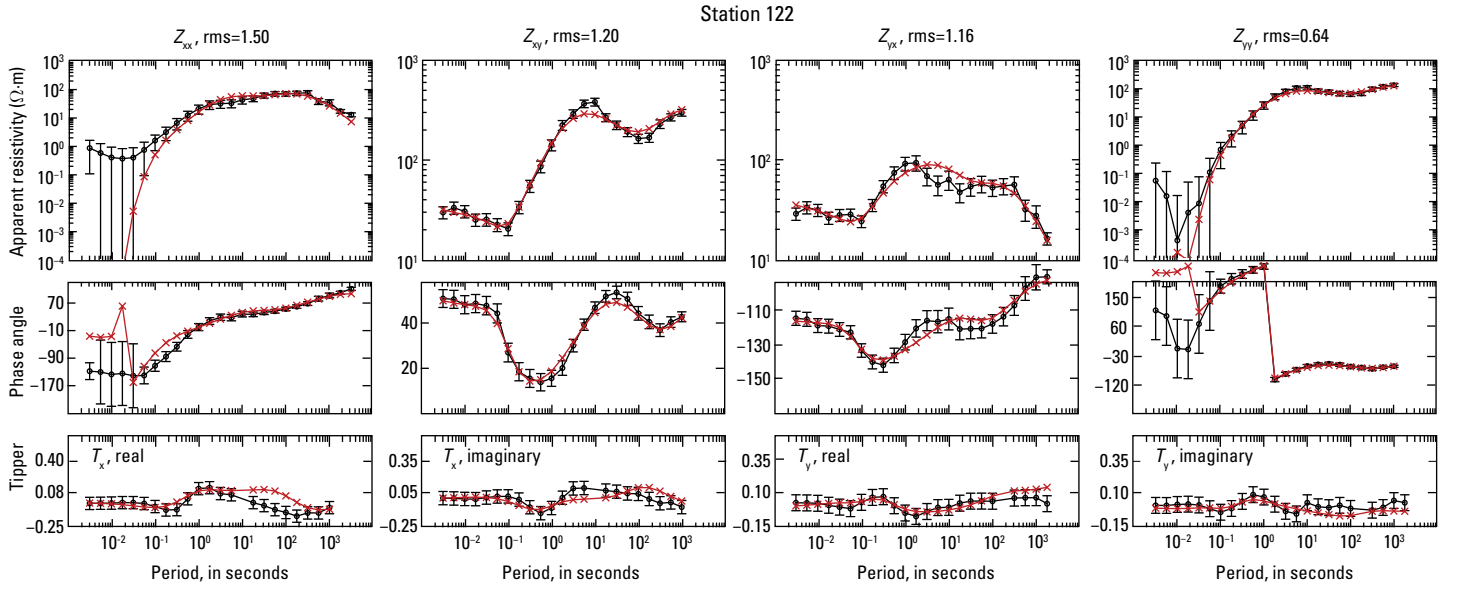 Station 122
Zxx, rms=1.50
Zxy, rms=1.20
Zyx, rms=1.16
Zyy, rms=0.64
Apparent resistivity (Ω·m)
10³
10²
10¹
10⁰
10⁻¹
10⁻²
10⁻³
10⁻⁴
10³
10²
10¹
10³
10²
10¹
10³
10²
10¹
10⁰
10⁻¹
10⁻²
10⁻³
10⁻⁴
Phase angle
70
−10
−90
−170
40
20
−110
−130
−150
150
60
−30
−120
Tipper
Tx, real
0.40
0.08
−0.25
Tx, imaginary
0.35
0.05
−0.25
Ty, real
0.35
0.10
−0.15
Ty, imaginary
0.35
0.10
−0.15
10⁻² 10⁻¹ 10⁰ 10¹ 10² 10³
10⁻² 10⁻¹ 10⁰ 10¹ 10² 10³
10⁻² 10⁻¹ 10⁰ 10¹ 10² 10³
10⁻² 10⁻¹ 10⁰ 10¹ 10² 10³
Period, in seconds
Period, in seconds
Period, in seconds
Period, in seconds